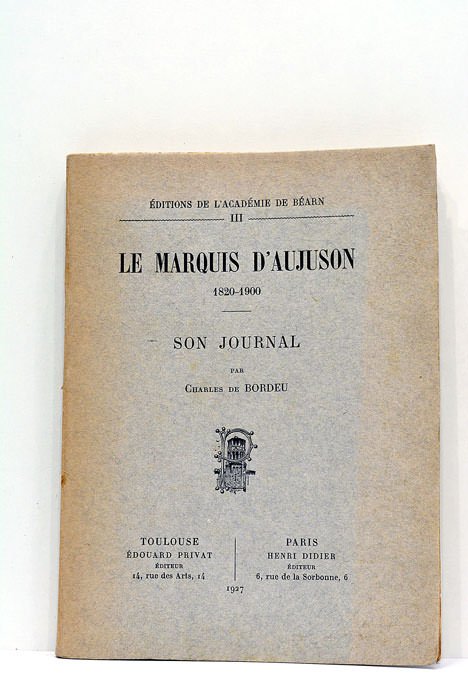 ÉDITIONS DE L'ACADÉMIE DE BÉARN
III
LE MARQUIS D'AUJUSON
1820-1900
SON JOURNAL
PAR
CHARLES DE BORDEU
TOULOUSE
ÉDOUARD PRIVAT
ÉDITEUR
14, rue des Arts, 14
PARIS
HENRI DIDIER
ÉDITEUR
6, rue de la Sorbonne, 6
1927